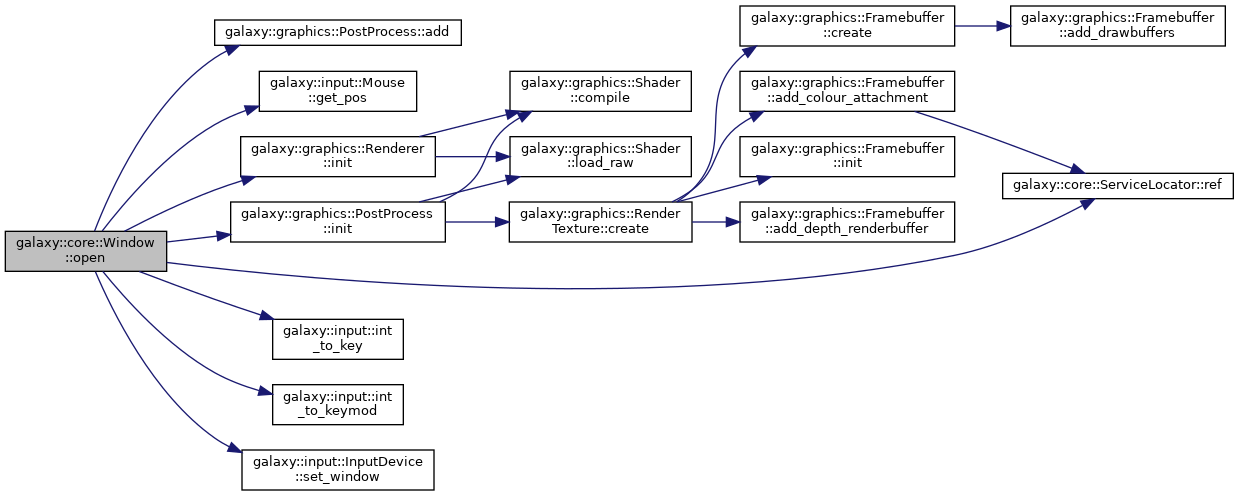 galaxy::core::Window
::open
galaxy::graphics::PostProcess::add
galaxy::input::Mouse
::get_pos
galaxy::graphics::Renderer
::init
galaxy::graphics::PostProcess
::init
galaxy::input::int
_to_key
galaxy::input::int
_to_keymod
galaxy::input::InputDevice
::set_window
galaxy::graphics::Shader
::compile
galaxy::graphics::Shader
::load_raw
galaxy::graphics::Render
Texture::create
galaxy::graphics::Framebuffer
::create
galaxy::graphics::Framebuffer
::add_colour_attachment
galaxy::graphics::Framebuffer
::init
galaxy::graphics::Framebuffer
::add_depth_renderbuffer
galaxy::graphics::Framebuffer
::add_drawbuffers
galaxy::core::ServiceLocator::ref